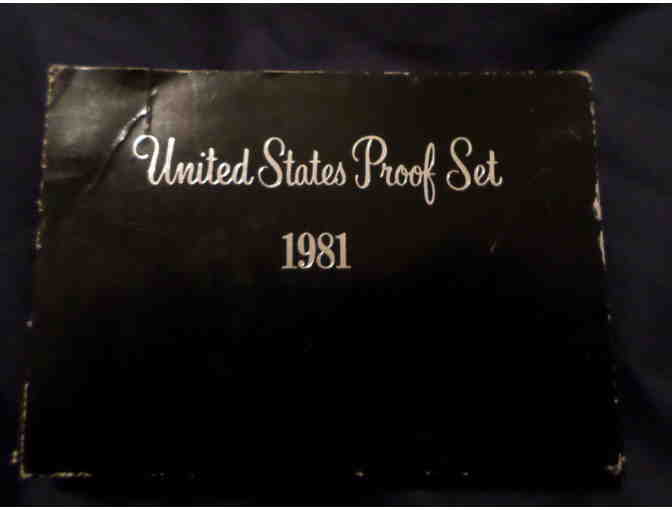 United States Proof Set
1981